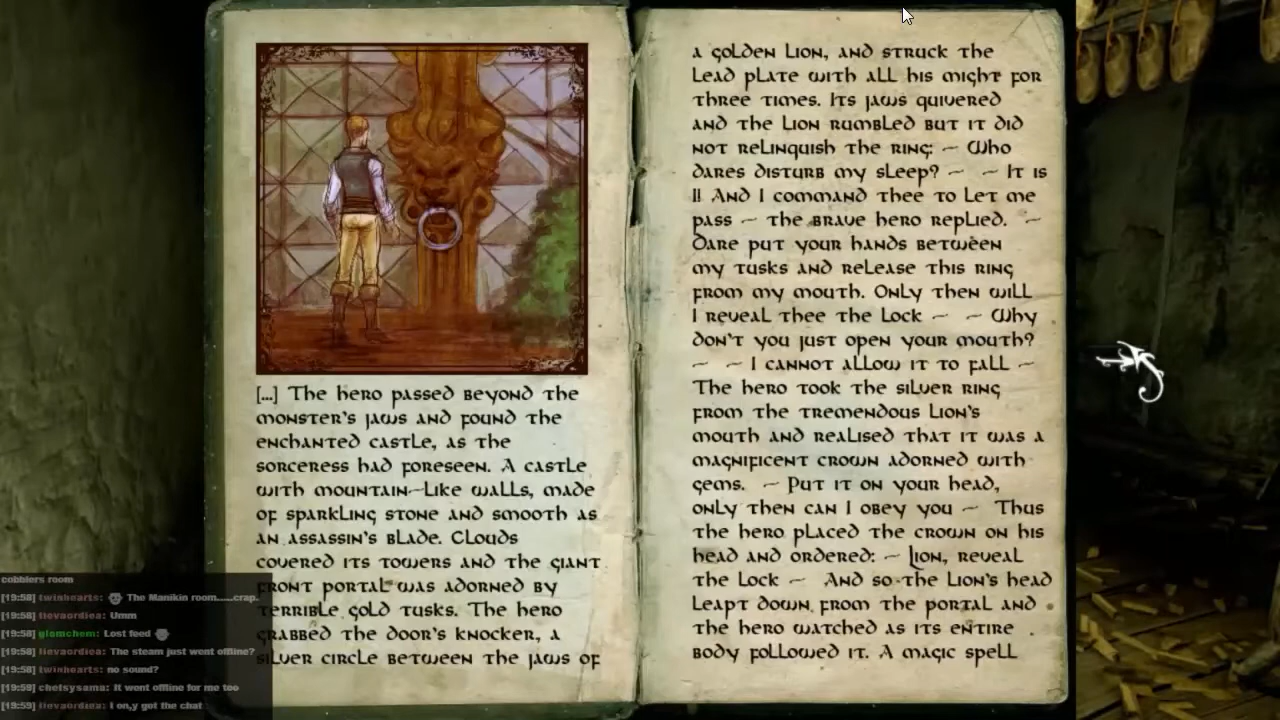 [...] The hero passed beyond the
monster's jaws and found the
enchanted castle, as the
sorceress had foreseen. A castle
with mountain-like walls, made
of sparkling stone and smooth as
an assassin's blade. Clouds
covered its towers and the giant
front portal was adorned by
terrible gold tusks. The hero
grabbed the door's knocker, a
silver circle between the jaws of
a golden lion, and struck the
lead plate with all his might for
three times. Its jaws quivered
and the lion rumbled but it did
not relinquish the ring: ~ Who
dares disturb my sleep? ~ ~ It is
I! And I command thee to let me
pass ~ the brave hero replied. ~
Dare put your hands between
my tusks and release this ring
from my mouth. Only then will
I reveal thee the lock ~ ~ Why
don't you just open your mouth?
~ ~ I cannot allow it to fall ~
The hero took the silver ring
from the tremendous lion's
mouth and realised that it was a
magnificent crown adorned with
gems. ~ Put it on your head,
only then can I obey you ~ Thus
the hero placed the crown on his
head and ordered: ~ Lion, reveal
the lock ~ And so the lion's head
leapt down from the portal and
the hero watched as its entire
body followed it. A magic spell
cobblers room
[19:58] twinhearts: The Manikin room.....crap.
[19:58] lievaordiea: Umm
[19:58] glamchem: Lost feed
[19:58] lievaordiea: The steam just went offline?
[19:58] twinhearts: no sound?
[19:59] chetsysama: It went offline for me too
[19:59] lievaordiea: I on,y got the chat